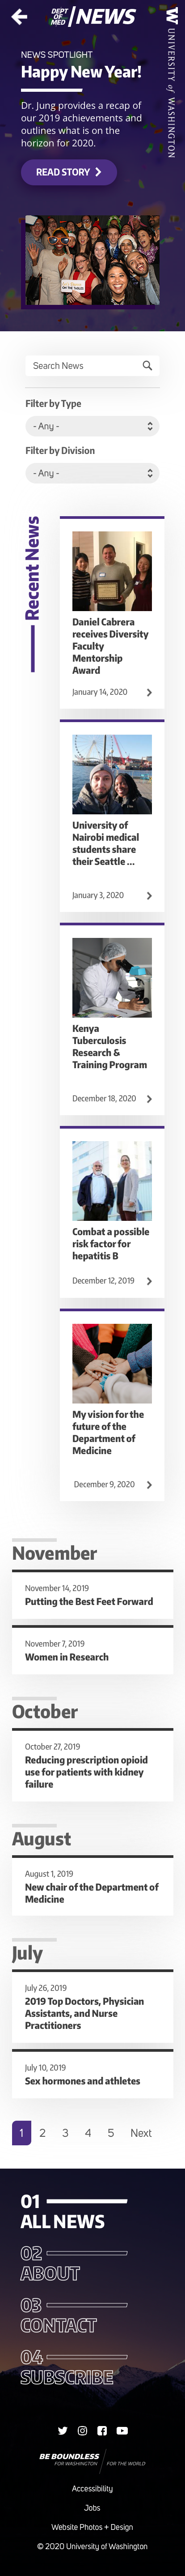 DEPT OF MED NEWS
W UNIVERSITY of WASHINGTON
NEWS SPOTLIGHT
Happy New Year!
Dr. Jung provides a recap of
our 2019 achievements and
outlines what is on the
horizon for 2020.
READ STORY
Search News
Filter by Type
- Any -
Filter by Division
- Any -
Recent News
Daniel Cabrera
receives Diversity
Faculty
Mentorship
Award
January 14, 2020
University of
Nairobi medical
students share
their Seattle ...
January 3, 2020
Kenya
Tuberculosis
Research &
Training Program
December 18, 2020
Combat a possible
risk factor for
hepatitis B
December 12, 2019
My vision for the
future of the
Department of
Medicine
December 9, 2020
November
November 14, 2019
Putting the Best Feet Forward
November 7, 2019
Women in Research
October
October 27, 2019
Reducing prescription opioid
use for patients with kidney
failure
August
August 1, 2019
New chair of the Department of
Medicine
July
July 26, 2019
2019 Top Doctors, Physician
Assistants, and Nurse
Practitioners
July 10, 2019
Sex hormones and athletes
1 2 3 4 5 Next
01
ALL NEWS
02
ABOUT
03
CONTACT
04
SUBSCRIBE
BE BOUNDLESS
FOR WASHINGTON FOR THE WORLD
Accessibility
Jobs
Website Photos + Design
© 2020 University of Washington